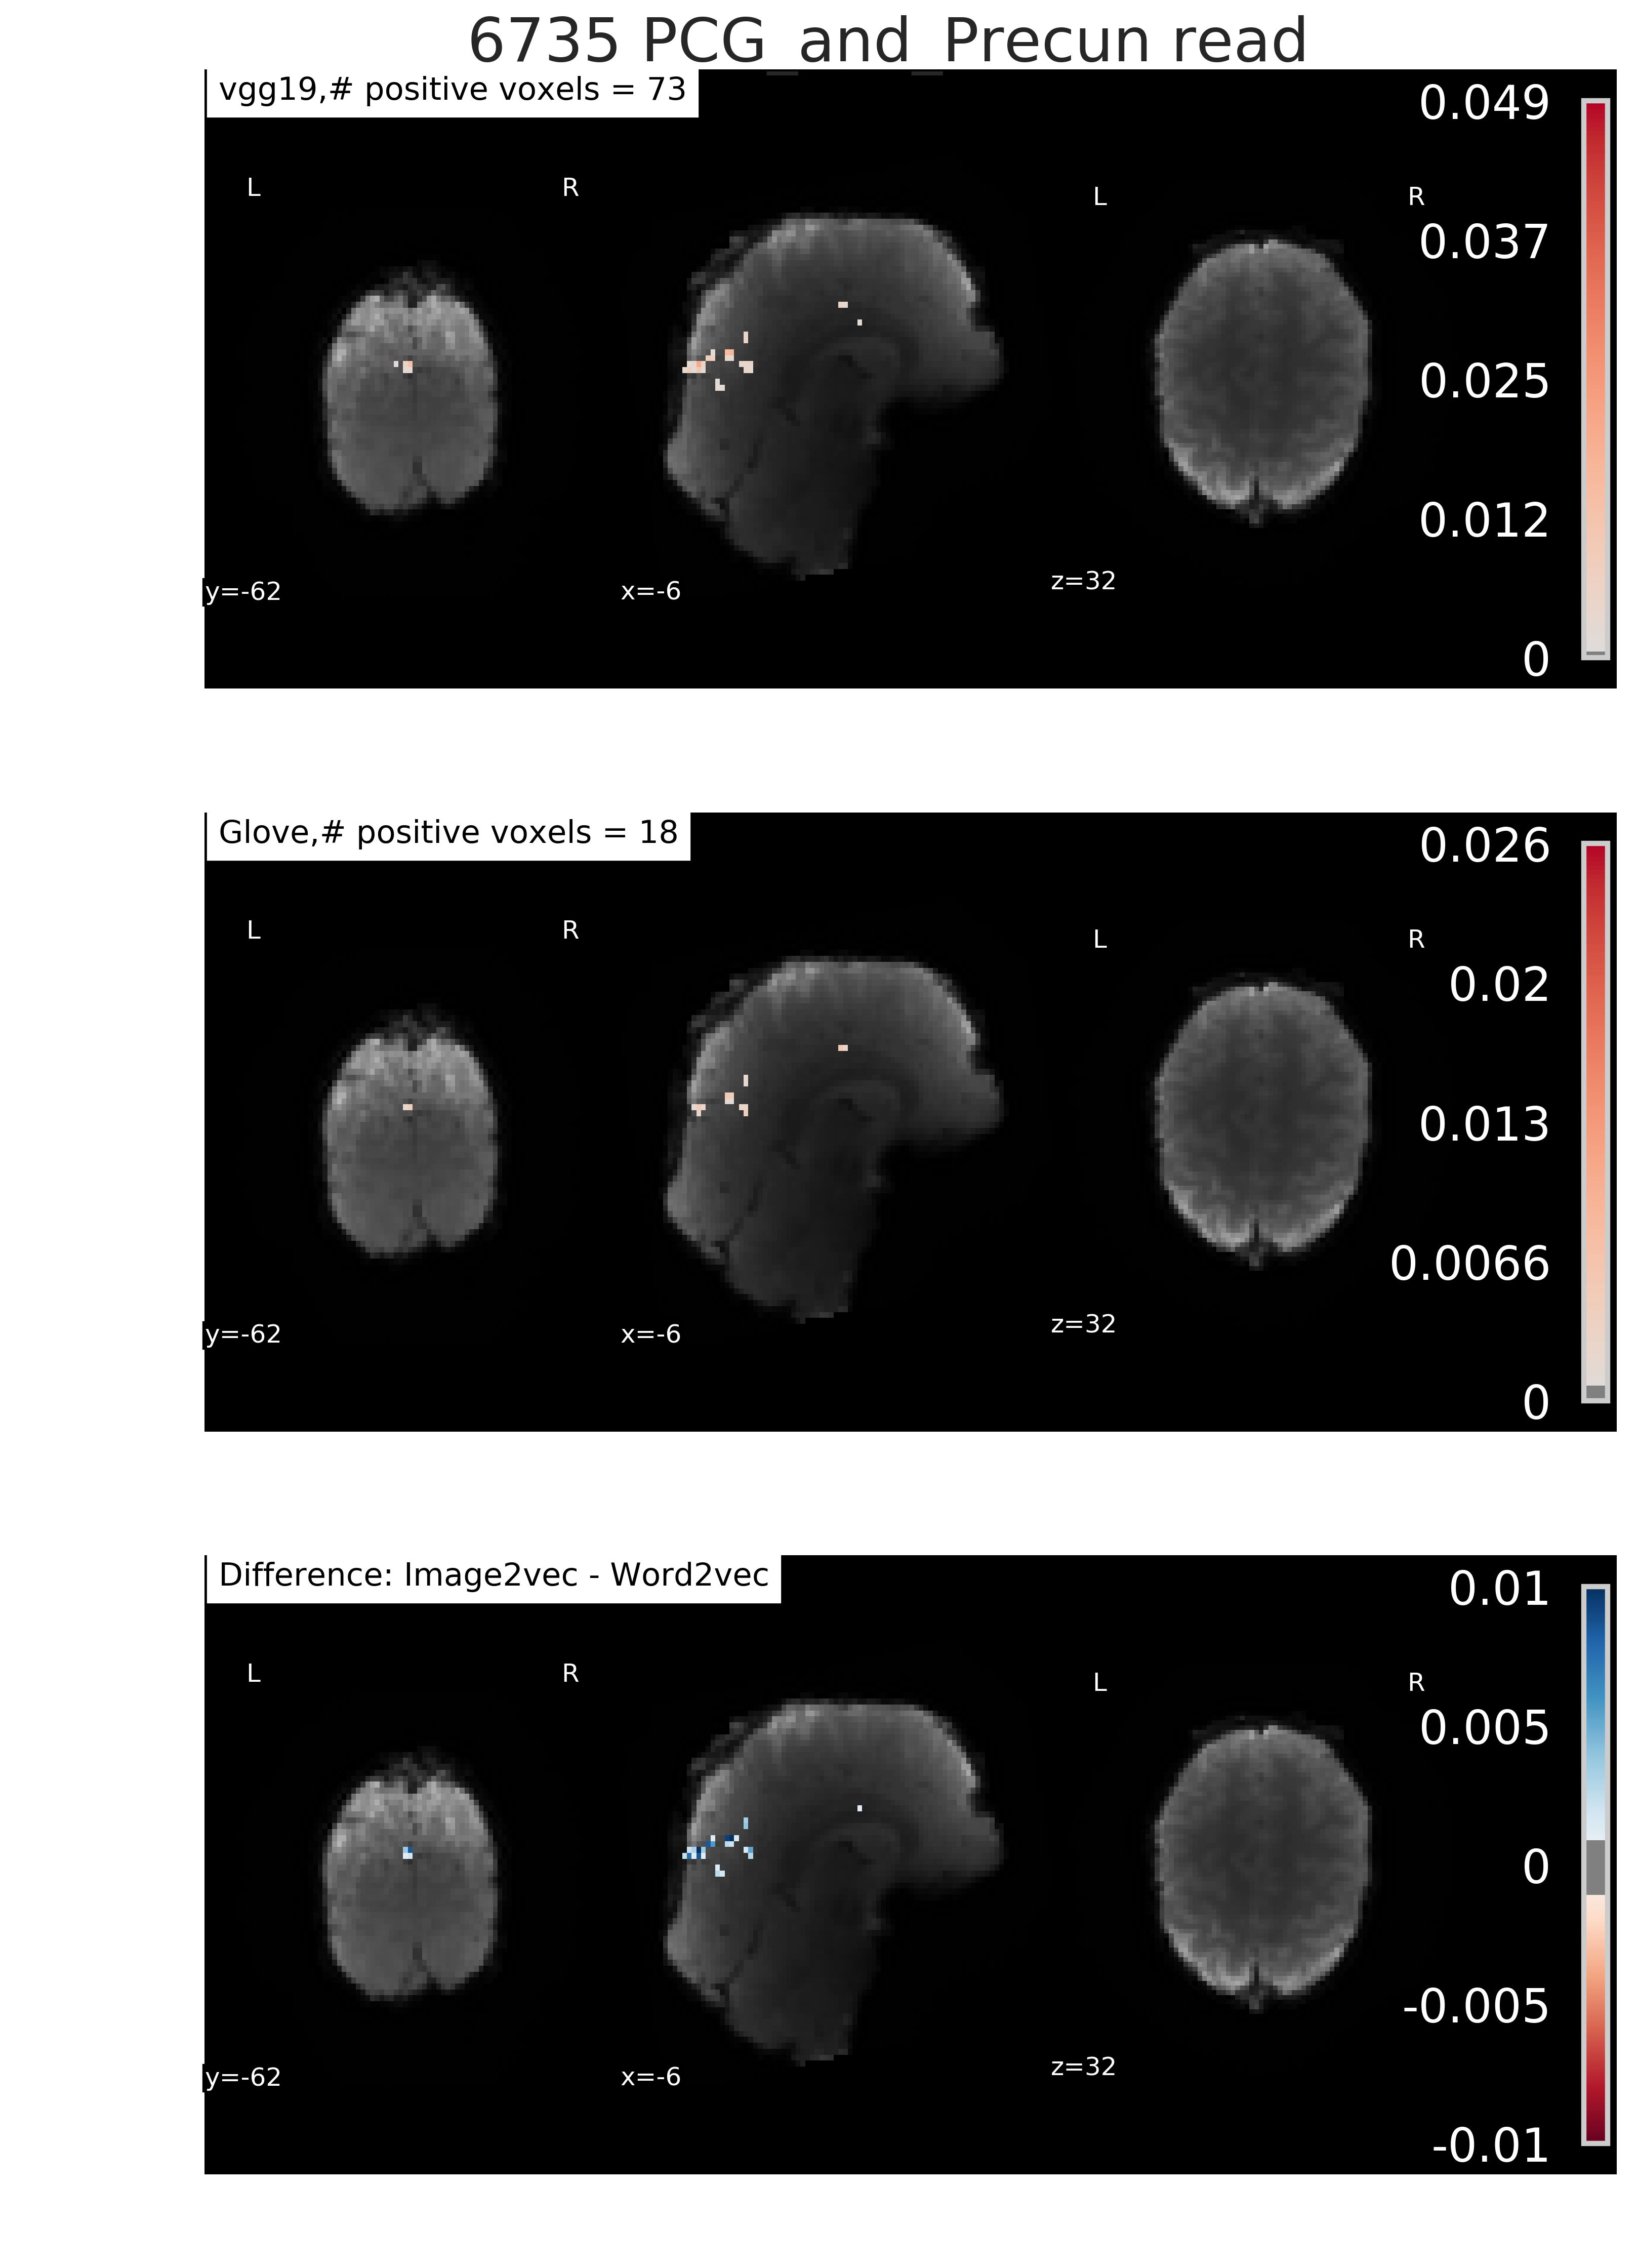 6735 PCG_and_Precun read
vgg19,# positive voxels = 73
0.049
L R L R
0.037
0.025
0.012
y=-62 x=-6 z=32
0
Glove,# positive voxels = 18
0.026
L R L R
0.02
0.013
0.0066
y=-62 x=-6 z=32
0
Difference: Image2vec - Word2vec
0.01
L R L R
0.005
0
-0.005
y=-62 x=-6 z=32
-0.01